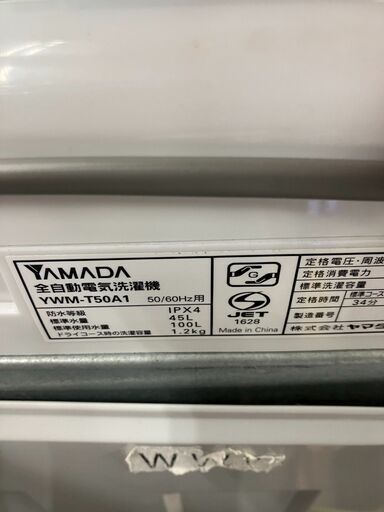 YAMADA
全自動電気洗濯機
YWM-T50A1 50/60Hz用
防水等級 IPX4
標準水量 45L
標準使用水量 100L
ドライコース時の洗濯容量 1.2kg
G
JET
1628
Made in China
定格電圧・周波
定格消費電力
標準洗濯容量
定格時間 標準コース
34分
製造番号
株式会社ヤマダ